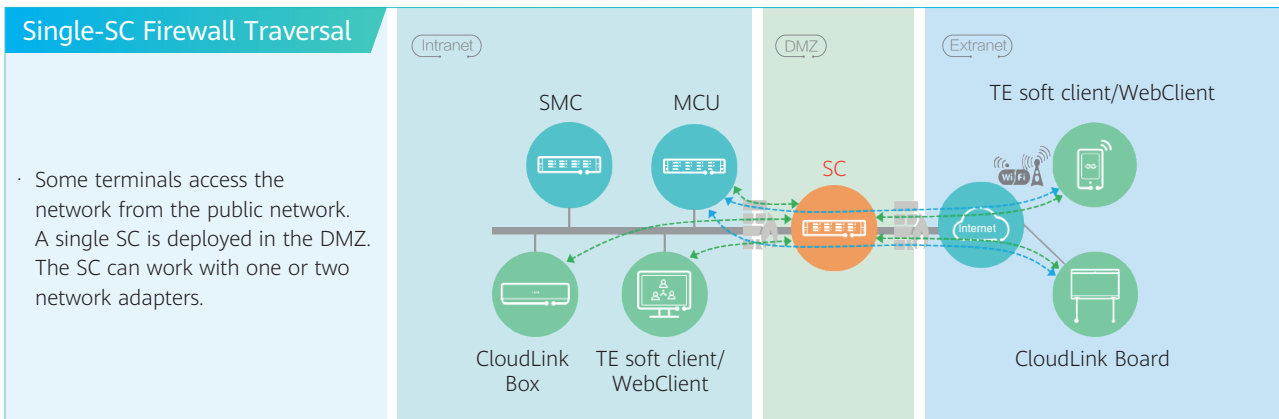 Single-SC Firewall Traversal
· Some terminals access the
network from the public network.
A single SC is deployed in the DMZ.
The SC can work with one or two
network adapters.
Intranet
DMZ
Extranet
SMC
MCU
SC
TE soft client/WebClient
Wi Fi
Internet
CloudLink
Box
TE soft client/
WebClient
CloudLink Board